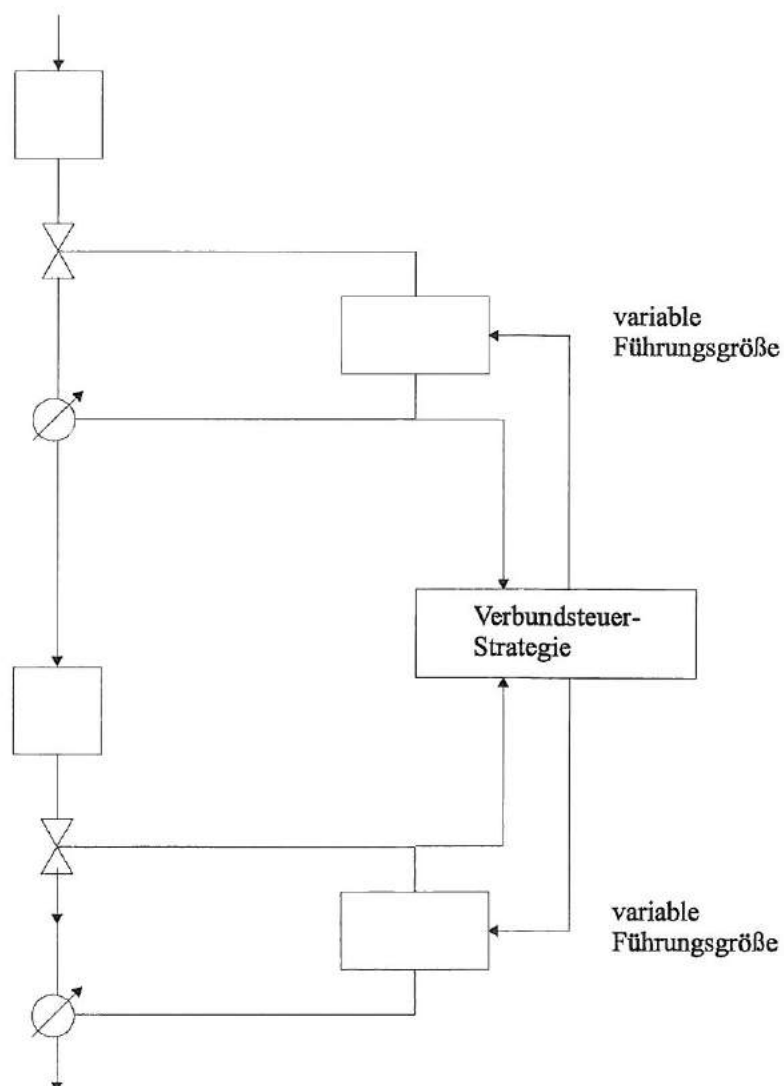 variable
Führungsgröße
Verbundsteuer-
Strategie
variable
Führungsgröße